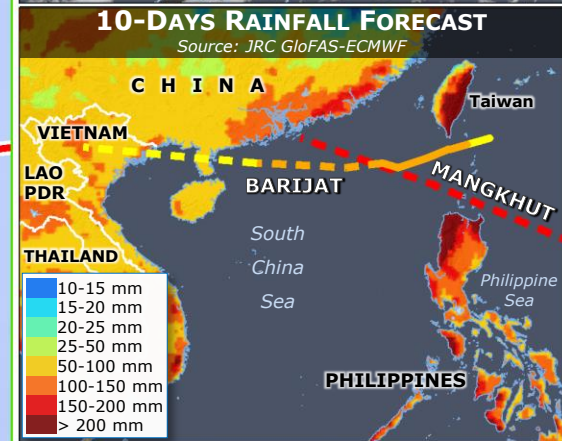 10-DAYS RAINFALL FORECAST
Source: JRC GloFAS-ECMWF
CHINA
Taiwan
VIETNAM
LAO
PDR
BARIJAT
MANGKHUT
THAILAND
South
China
Sea
Philippine
Sea
10-15 mm
15-20 mm
20-25 mm
25-50 mm
50-100 mm
100-150 mm
150-200 mm
> 200 mm
PHILIPPINES